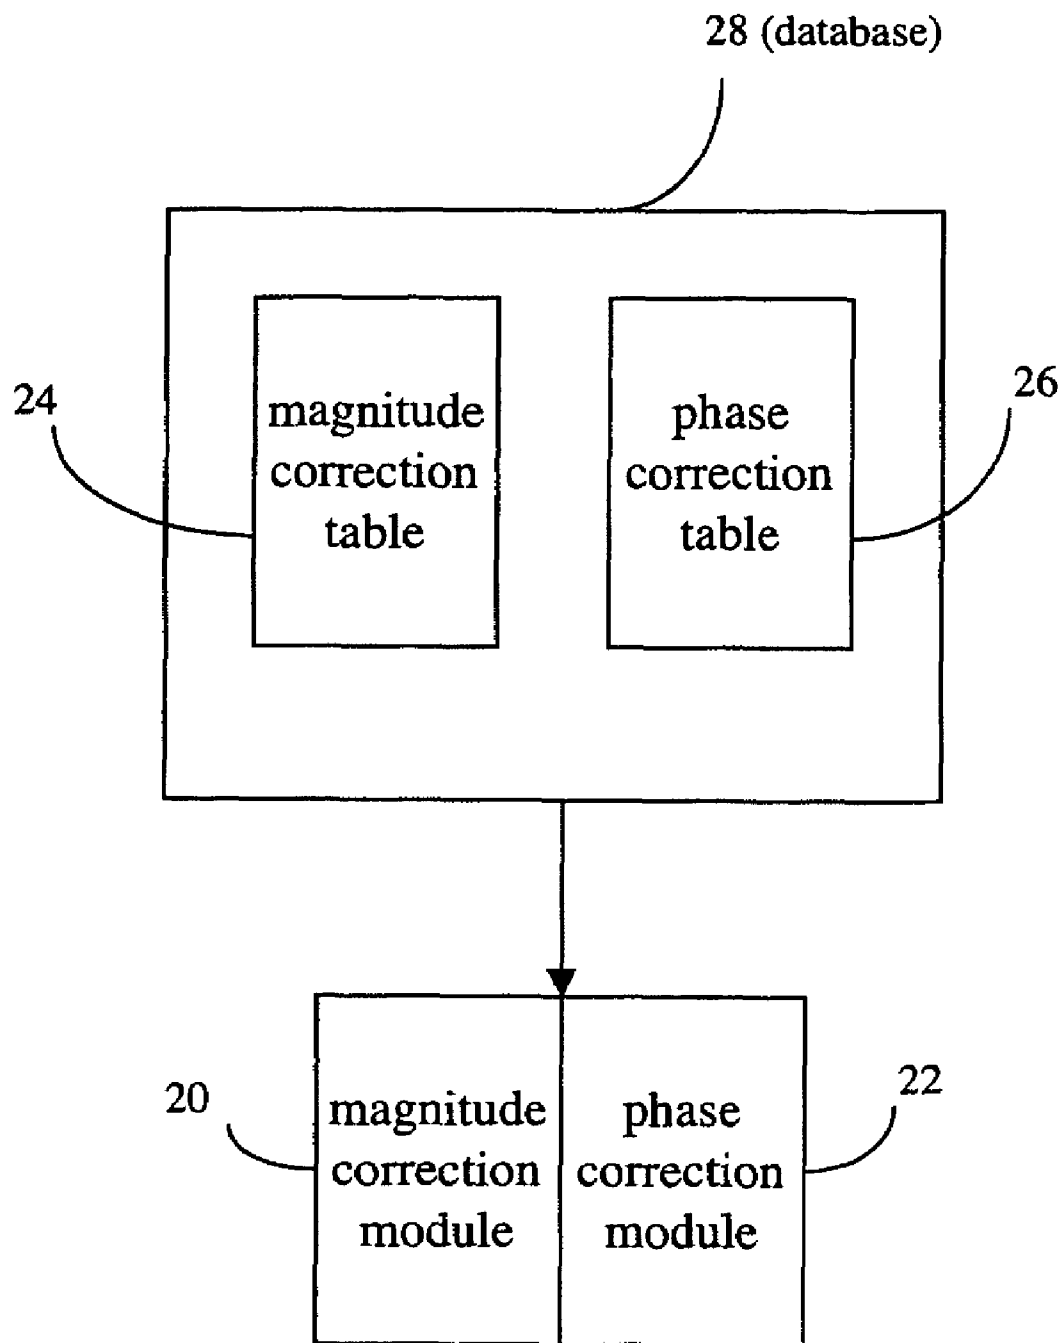 28 (database)
24
magnitude
correction
table
phase
correction
table
26
20
magnitude
correction
module
phase
correction
module
22